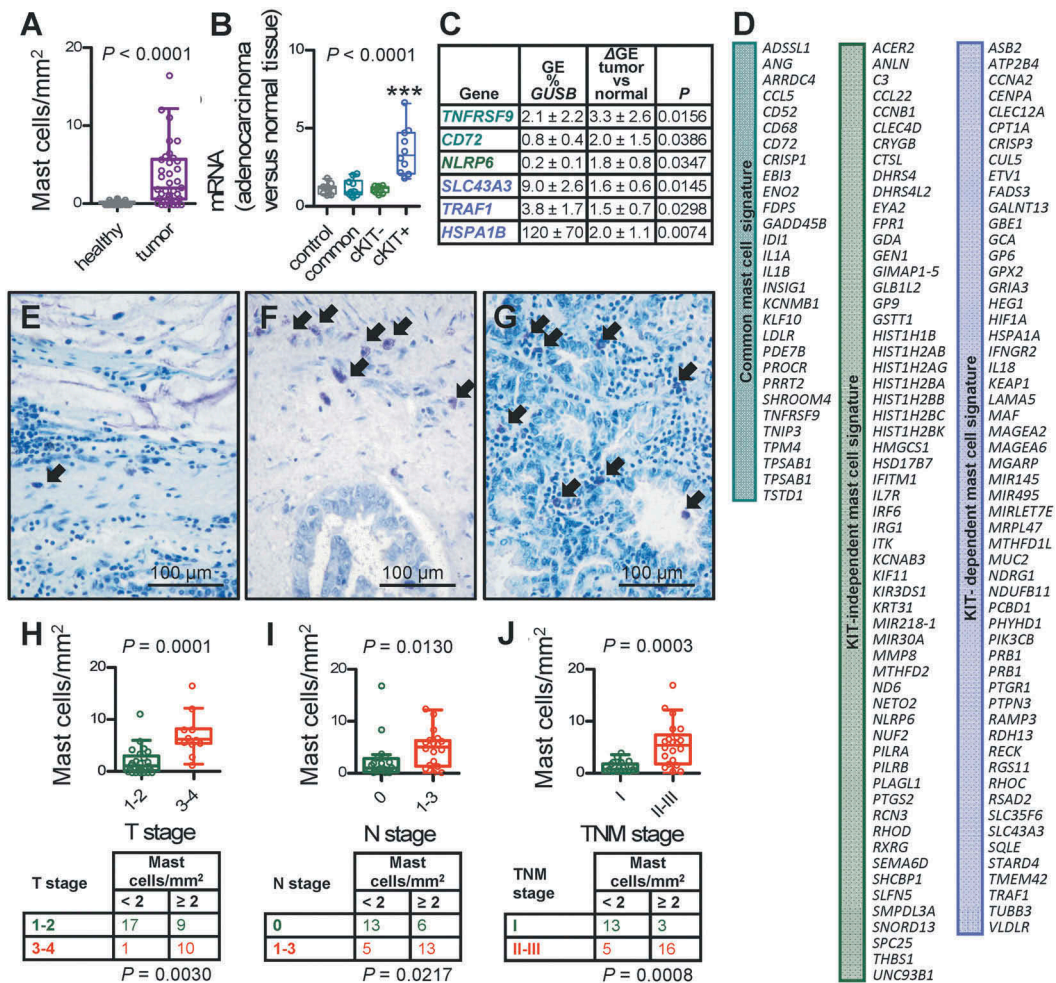 A
Mast cells/mm²
P < 0.0001
20
10
0
healthy
tumor
B
mRNA
(adenocarcinoma
versus normal tissue)
P < 0.0001
***
10
5
0
control
common
cKIT-
cKIT+
C
Gene GE % GUSB ΔGE tumor vs normal P
TNFRSF9 2.1 ± 2.2 3.3 ± 2.6 0.0156
CD72 0.8 ± 0.4 2.0 ± 1.5 0.0386
NLRP6 0.2 ± 0.1 1.8 ± 0.8 0.0347
SLC43A3 9.0 ± 2.6 1.6 ± 0.6 0.0145
TRAF1 3.8 ± 1.7 1.5 ± 0.7 0.0298
HSPA1B 120 ± 70 2.0 ± 1.1 0.0074
D
Common mast cell signature
ADSSL1
ANG
ARRDC4
CCL5
CD52
CD68
CD72
CRISP1
EBI3
ENO2
FDPS
GADD45B
IDI1
IL1A
IL1B
INSIG1
KCNMB1
KLF10
LDLR
PDE7B
PROCR
PRRT2
SHROOM4
TNFRSF9
TNIP3
TPM4
TPSAB1
TPSAB1
TSTD1
KIT-independent mast cell signature
ACER2
ANLN
C3
CCL22
CCNB1
CLEC4D
CRYGB
CTSL
DHRS4
DHRS4L2
EYA2
FPR1
GDA
GEN1
GIMAP1-5
GLB1L2
GP9
GSTT1
HIST1H1B
HIST1H2AB
HIST1H2AG
HIST1H2BA
HIST1H2BB
HIST1H2BC
HIST1H2BK
HMGCS1
HSD17B7
IFITM1
IL7R
IRF6
IRG1
ITK
KCNAB3
KIF11
KIR3DS1
KRT31
MIR218-1
MIR30A
MMP8
MTHFD2
ND6
NETO2
NLRP6
NUF2
PILRA
PILRB
PLAGL1
PTGS2
RCN3
RHOD
RXRG
SEMA6D
SHCBP1
SLFN5
SMPDL3A
SNORD13
SPC25
THBS1
UNC93B1
KIT- dependent mast cell signature
ASB2
ATP2B4
CCNA2
CENPA
CLEC12A
CPT1A
CRISP3
CUL5
ETV1
FADS3
GALNT13
GBE1
GCA
GP6
GPX2
GRIA3
HEG1
HIF1A
HSPA1A
IFNGR2
IL18
KEAP1
LAMA5
MAF
MAGEA2
MAGEA6
MGARP
MIR145
MIR495
MIRLET7E
MRPL47
MTHFD1L
MUC2
NDRG1
NDUFB11
PCBD1
PHYHD1
PIK3CB
PRB1
PRB1
PTGR1
PTPN3
RAMP3
RDH13
RECK
RGS11
RHOC
RSAD2
SLC35F6
SLC43A3
SQLE
STARD4
TMEM42
TRAF1
TUBB3
VLDLR
E
100 µm
F
100 µm
G
100 µm
H
P = 0.0001
Mast cells/mm²
20
10
0
1-2
3-4
T stage
T stage Mast cells/mm²
< 2 ≥ 2
1-2 17 9
3-4 1 10
P = 0.0030
I
P = 0.0130
Mast cells/mm²
20
10
0
0
1-3
N stage
N stage Mast cells/mm²
< 2 ≥ 2
0 13 6
1-3 5 13
P = 0.0217
J
P = 0.0003
Mast cells/mm²
20
10
0
I
II-III
TNM stage
TNM stage Mast cells/mm²
< 2 ≥ 2
I 13 3
II-III 5 16
P = 0.0008